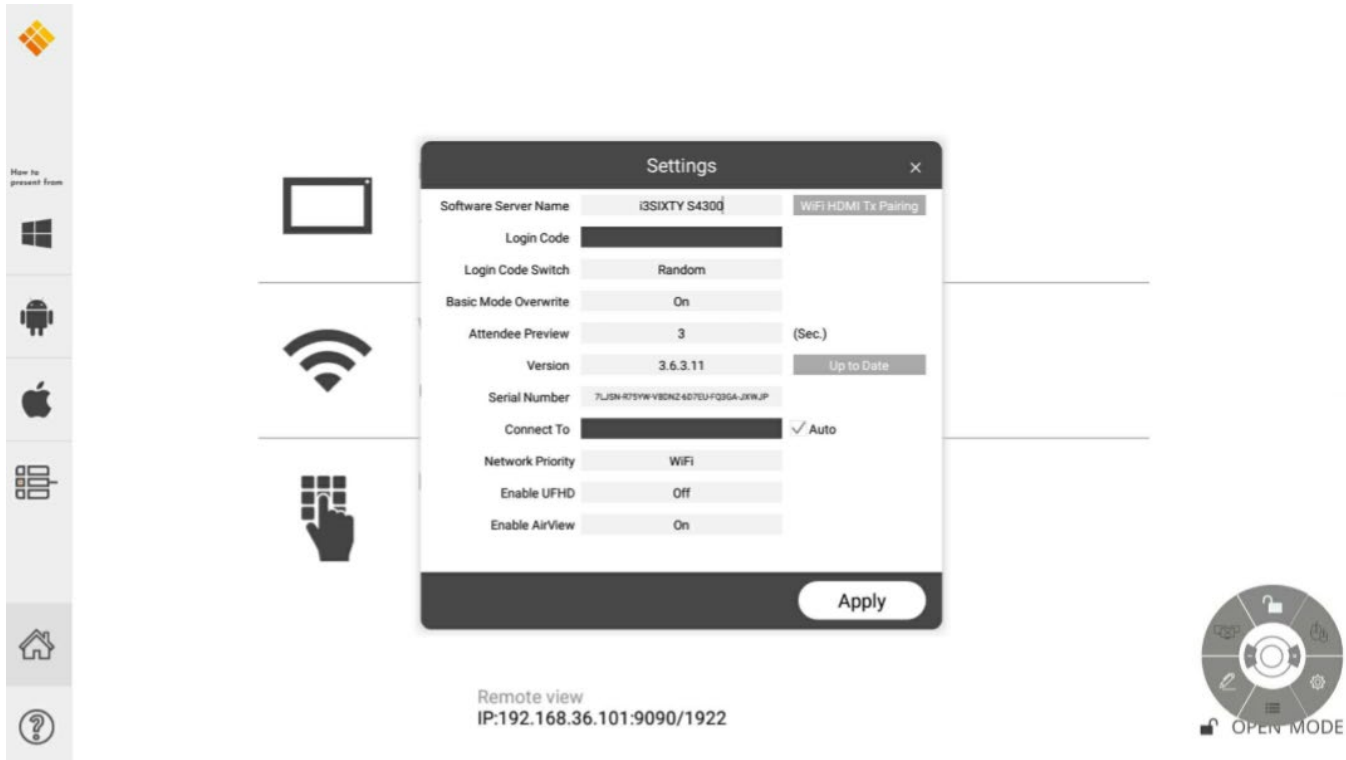 How to
present from
Settings ×
Software Server Name i3SIXTY S4300 WiFi HDMI Tx Pairing
Login Code
Login Code Switch Random
Basic Mode Overwrite On
Attendee Preview 3 (Sec.)
Version 3.6.3.11 Up to Date
Serial Number
Connect To Auto
Network Priority WiFi
Enable UFHD Off
Enable AirView On
Apply
Remote view
IP:192.168.36.101:9090/1922
OPEN MODE